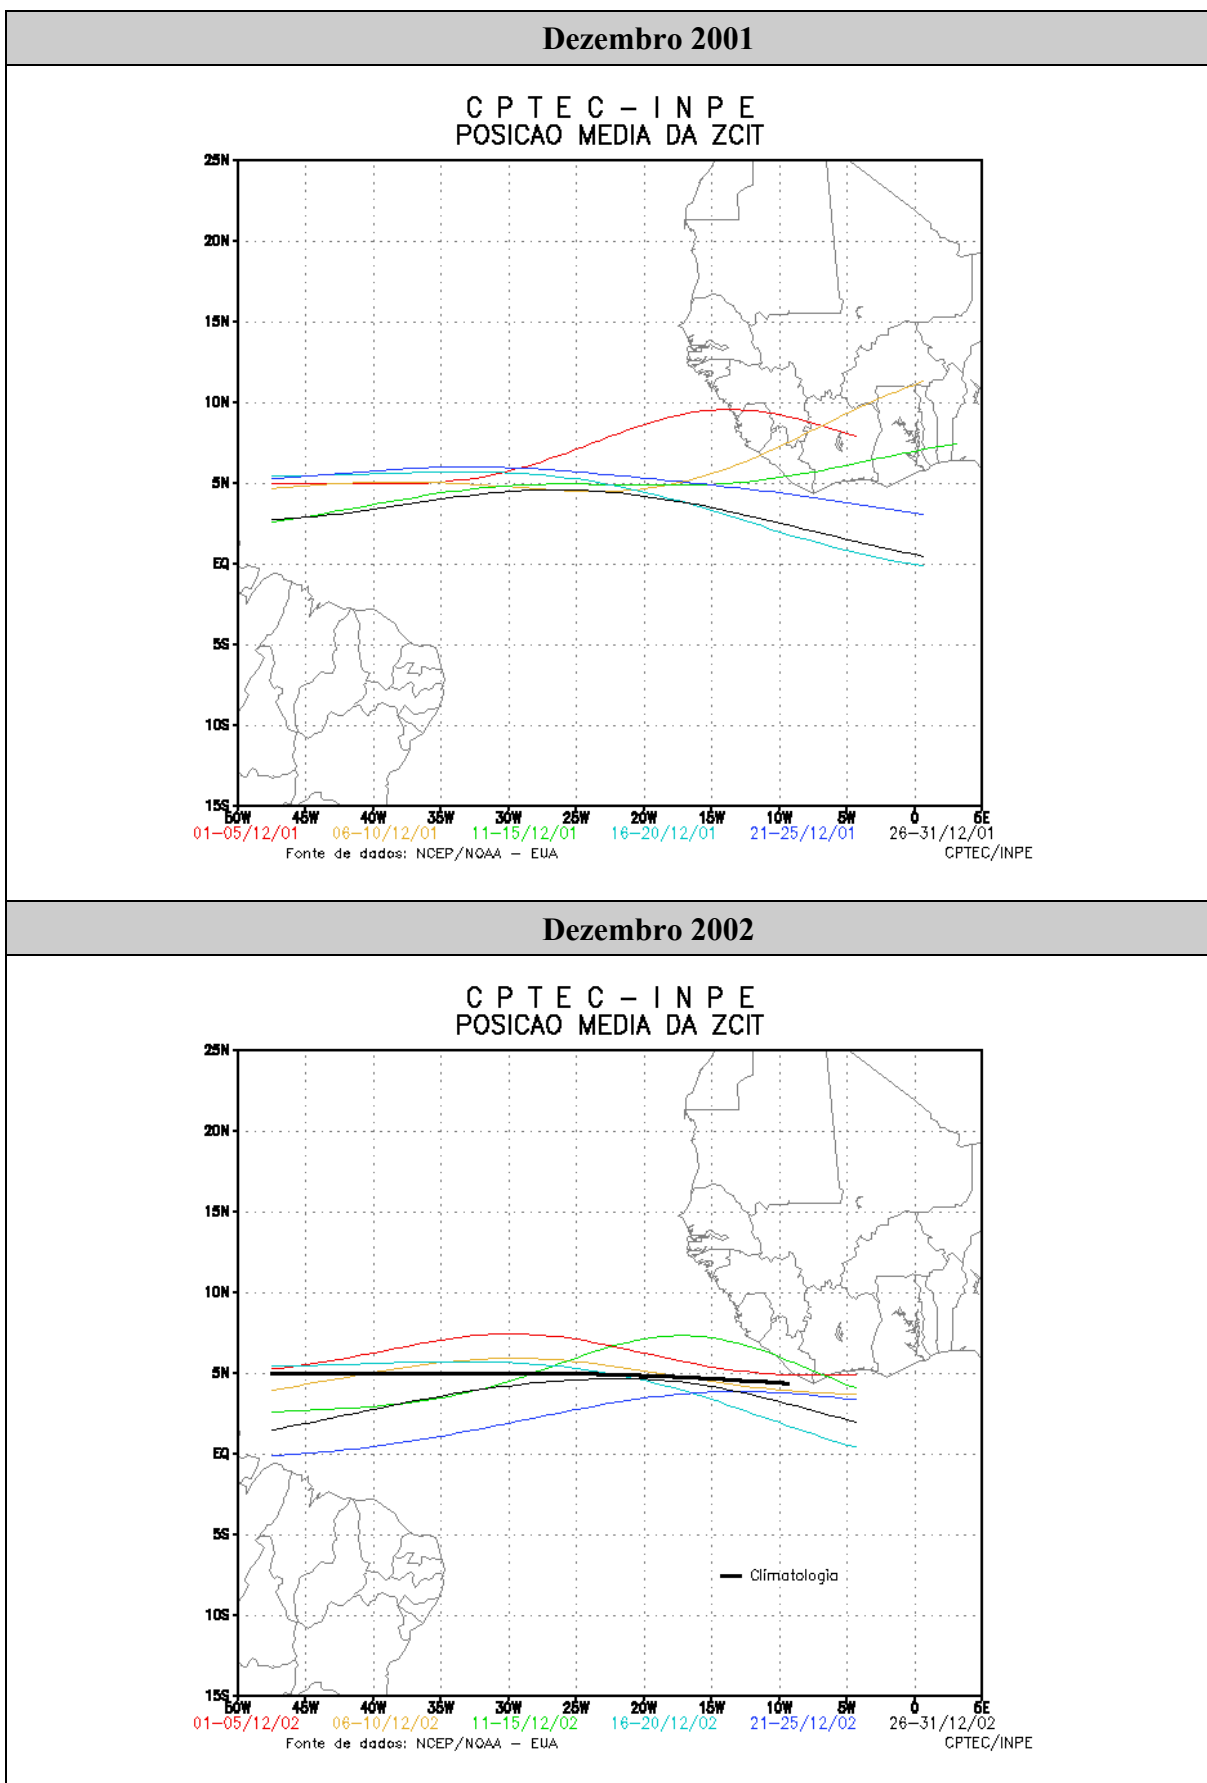 Dezembro 2001
C P T E C – I N P E
POSICAO MEDIA DA ZCIT
25N
20N
15N
10N
5N
EQ
5S
10S
15S
50W 45W 40W 35W 30W 25W 20W 15W 10W 5W 0 5E
01–05/12/01 06–10/12/01 11–15/12/01 16–20/12/01 21–25/12/01 26–31/12/01
Fonte de dados: NCEP/NOAA – EUA CPTEC/INPE
Dezembro 2002
C P T E C – I N P E
POSICAO MEDIA DA ZCIT
25N
20N
15N
10N
5N
EQ
5S
Climatologia
10S
15S
50W 45W 40W 35W 30W 25W 20W 15W 10W 5W 0 5E
01–05/12/02 06–10/12/02 11–15/12/02 16–20/12/02 21–25/12/02 26–31/12/02
Fonte de dados: NCEP/NOAA – EUA CPTEC/INPE